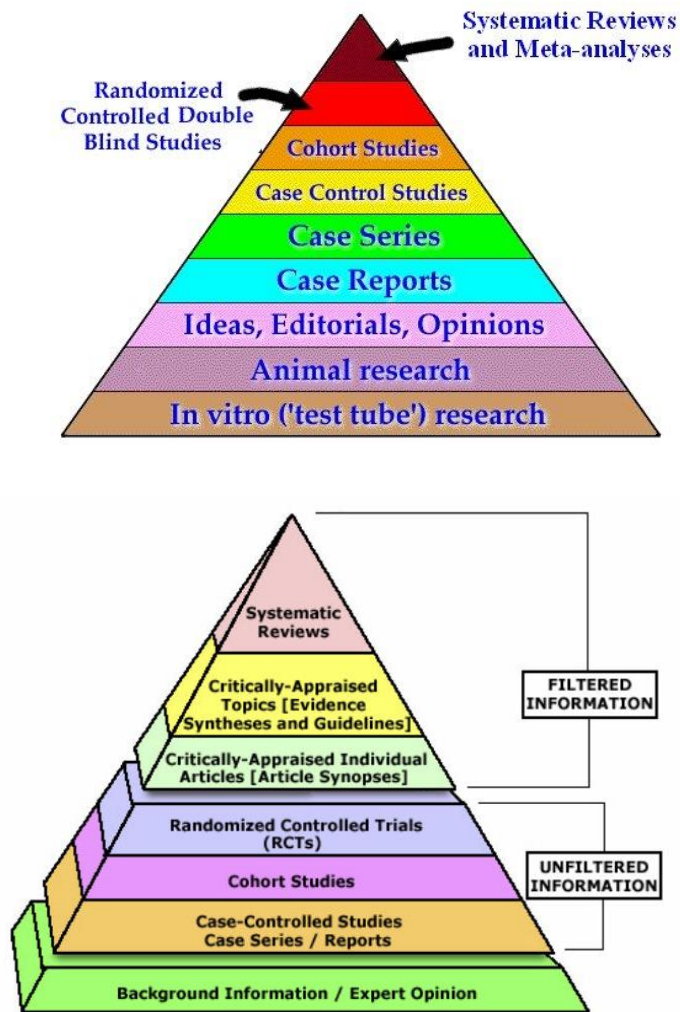 Systematic Reviews
and Meta-analyses
Randomized
Controlled Double
Blind Studies
Cohort Studies
Case Control Studies
Case Series
Case Reports
Ideas, Editorials, Opinions
Animal research
In vitro ('test tube') research
Systematic
Reviews
Critically-Appraised
Topics [Evidence
Syntheses and Guidelines]
Critically-Appraised Individual
Articles [Article Synopses]
FILTERED
INFORMATION
Randomized Controlled Trials
(RCTs)
Cohort Studies
Case-Controlled Studies
Case Series / Reports
UNFILTERED
INFORMATION
Background Information / Expert Opinion